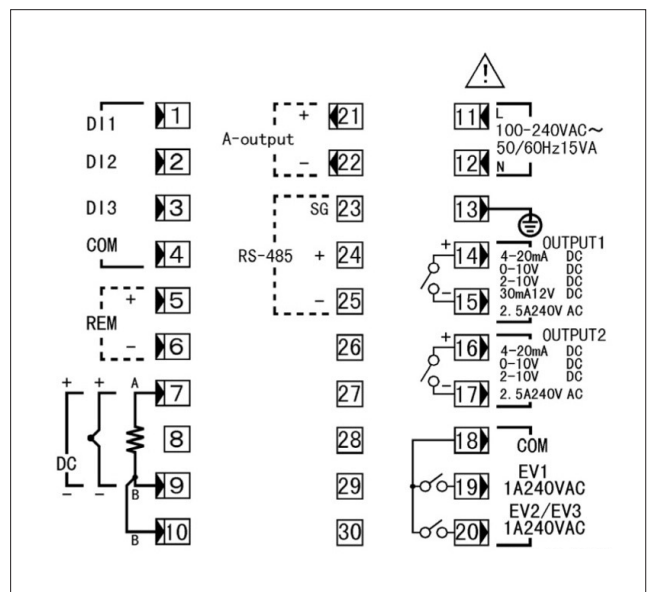 DI1 1
DI2 2
DI3 3
COM 4
REM + 5
− 6
+ + A 7
DC 8
− − B 9
B 10
A-output + 21
− 22
RS-485 SG 23
+ 24
− 25
26
27
28
29
30
!
11 L
100-240VAC～
50/60Hz15VA
12 N
13
OUTPUT1
+ 14 4-20mA DC
0-10V DC
2-10V DC
− 15 30mA12V DC
2.5A240V AC
OUTPUT2
+ 16 4-20mA DC
0-10V DC
2-10V DC
− 17 2.5A240V AC
18 COM
EV1
19 1A240VAC
EV2/EV3
20 1A240VAC